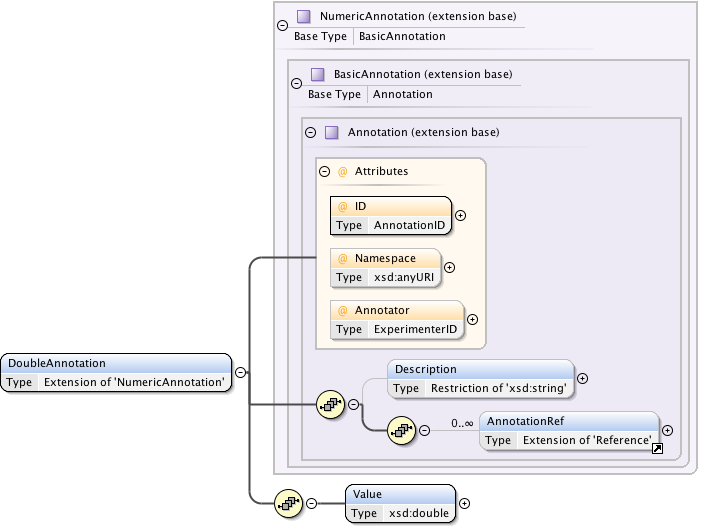 NumericAnnotation (extension base)
Base Type BasicAnnotation
BasicAnnotation (extension base)
Base Type Annotation
Annotation (extension base)
@ Attributes
@ ID
Type AnnotationID
@ Namespace
Type xsd:anyURI
@ Annotator
Type ExperimenterID
DoubleAnnotation
Type Extension of 'NumericAnnotation'
Description
Type Restriction of 'xsd:string'
0..∞
AnnotationRef
Type Extension of 'Reference'
Value
Type xsd:double